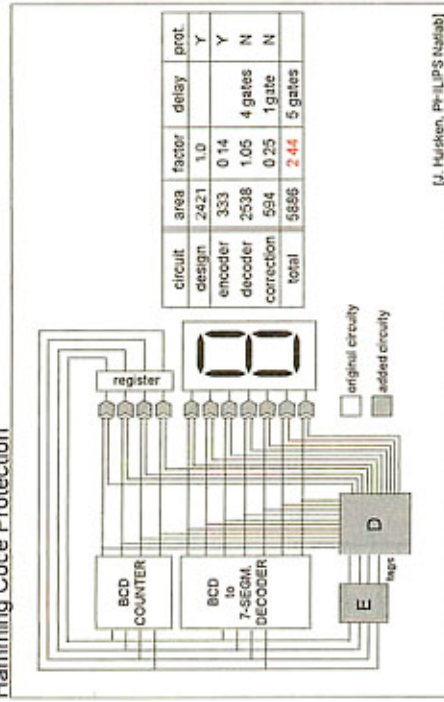 Hamming Code Protection
BCD
COUNTER
BCD
to
7-SEGM.
DECODER
register
E
tags
D
original circuity
added circuity
circuit area factor delay prot.
design 2421 1.0 Y
encoder 333 0.14 Y
decoder 2538 1.05 4 gates N
correction 594 0.25 1 gate N
total 5886 2.44 5 gates
[J. Huisken, PHILIPS Natlab]